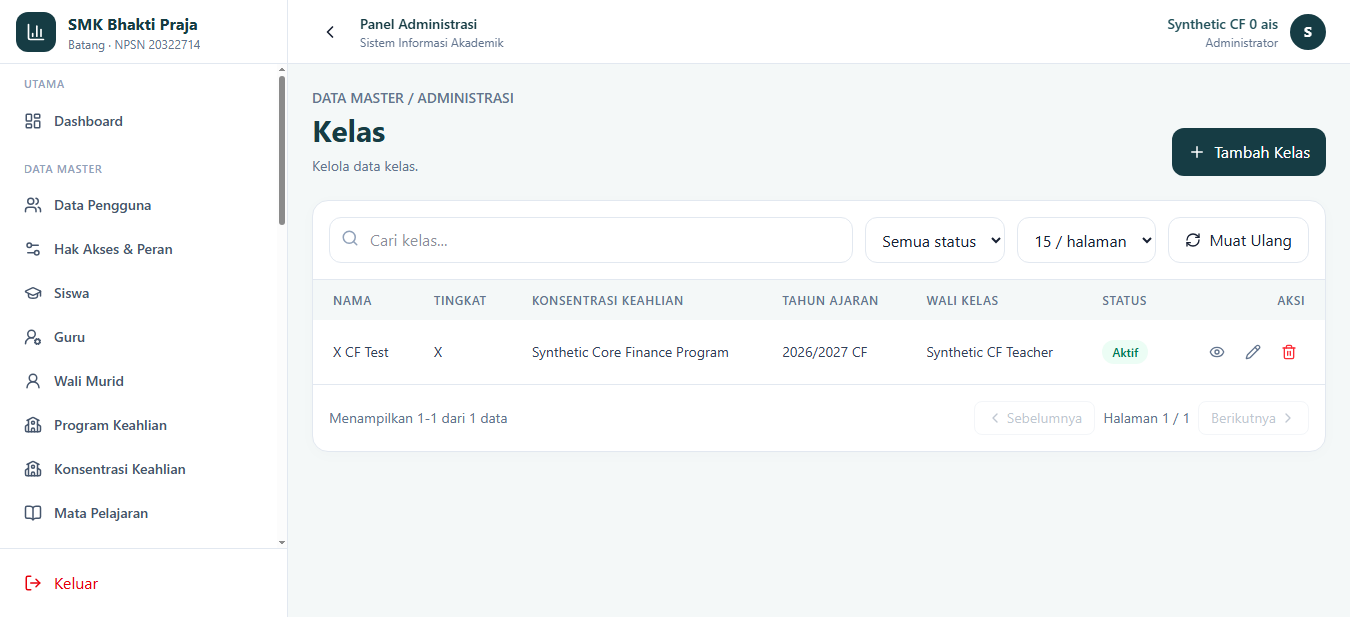 SMK Bhakti Praja
Batang · NPSN 20322714
UTAMA
Dashboard
DATA MASTER
Data Pengguna
Hak Akses & Peran
Siswa
Guru
Wali Murid
Program Keahlian
Konsentrasi Keahlian
Mata Pelajaran
Keluar
Panel Administrasi
Sistem Informasi Akademik
Synthetic CF 0 ais
Administrator
S
DATA MASTER / ADMINISTRASI
Kelas
Kelola data kelas.
+ Tambah Kelas
Cari kelas...
Semua status
15 / halaman
Muat Ulang
NAMA TINGKAT KONSENTRASI KEAHLIAN TAHUN AJARAN WALI KELAS STATUS AKSI
X CF Test X Synthetic Core Finance Program 2026/2027 CF Synthetic CF Teacher Aktif
Menampilkan 1-1 dari 1 data
Sebelumnya Halaman 1 / 1 Berikutnya